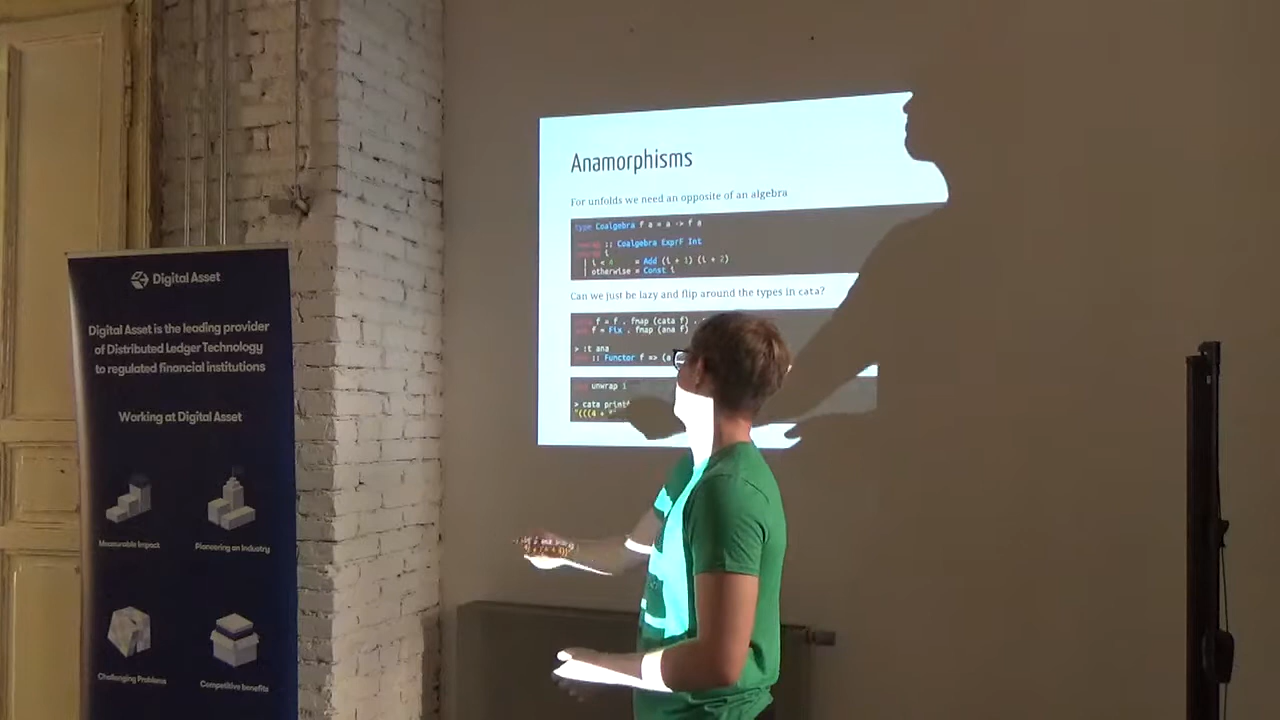 Digital Asset
Digital Asset is the leading provider
of Distributed Ledger Technology
to regulated financial institutions
Working at Digital Asset
Measurable Impact
Pioneering an Industry
Challenging Problems
Competitive benefits
Anamorphisms
For unfolds we need an opposite of an algebra
type Coalgebra f a = a -> f a
:: Coalgebra ExprF Int
i
| i < = Add (i + 1) (i + 2)
| otherwise = Const i
Can we just be lazy and flip around the types in cata?
f = f . fmap (cata f) .
f = Fix . fmap (ana f)
> :t ana
:: Functor f => (a
unwrap i
> cata print
"(((4 +